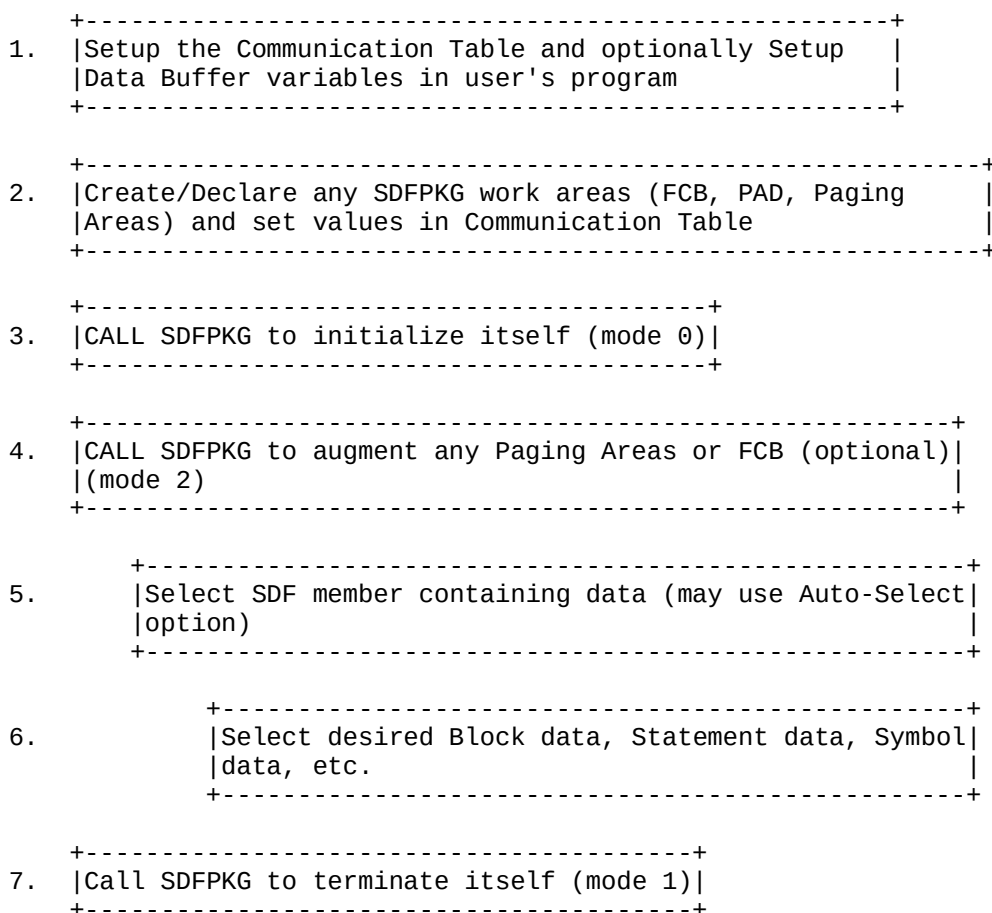 1. Setup the Communication Table and optionally Setup
Data Buffer variables in user's program
2. Create/Declare any SDFPKG work areas (FCB, PAD, Paging
Areas) and set values in Communication Table
3. CALL SDFPKG to initialize itself (mode 0)
4. CALL SDFPKG to augment any Paging Areas or FCB (optional)
(mode 2)
5. Select SDF member containing data (may use Auto-Select
option)
6. Select desired Block data, Statement data, Symbol
data, etc.
7. Call SDFPKG to terminate itself (mode 1)